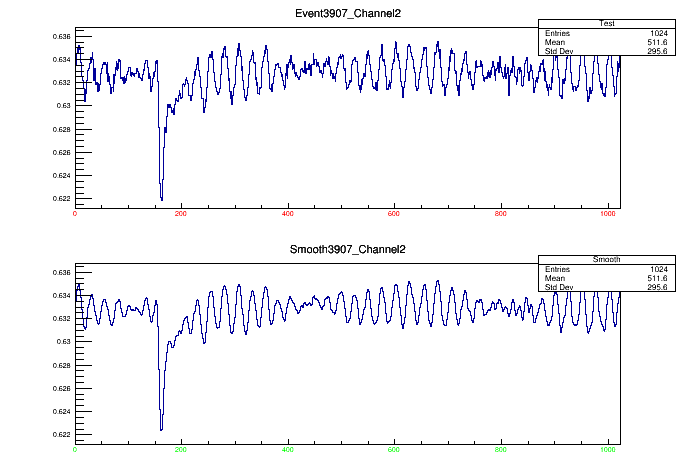 Event3907_Channel2
Test
Entries 1024
Mean 511.6
Std Dev 295.6
0.636
0.634
0.632
0.63
0.628
0.626
0.624
0.622
0 200 400 600 800 1000
Smooth3907_Channel2
Smooth
Entries 1024
Mean 511.6
Std Dev 295.6
0.636
0.634
0.632
0.63
0.628
0.626
0.624
0.622
0 200 400 600 800 1000